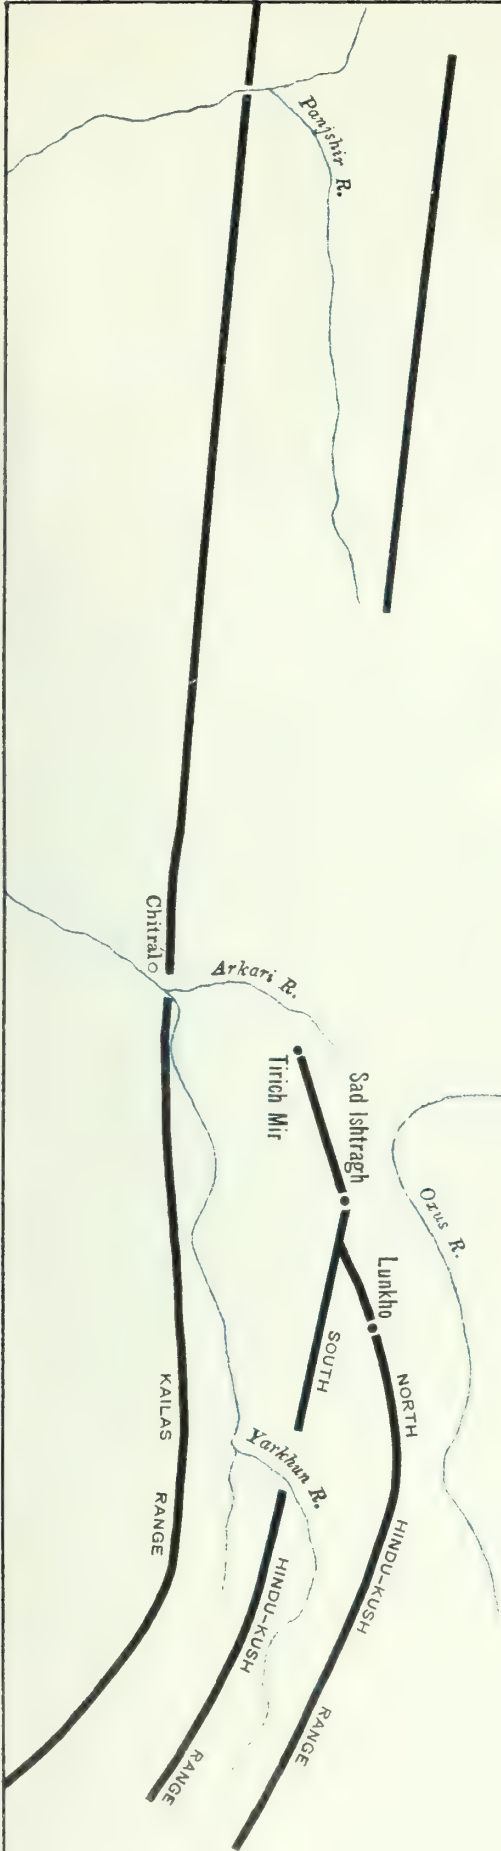 Panjshir R.
Chitrál
Arkari R.
Tirich Mir
Sad Ishtragh
Oxus R.
Lunkho
SOUTH
NORTH
Yarkhun R.
KAILAS RANGE
HINDU-KUSH RANGE
HINDU-KUSH RANGE